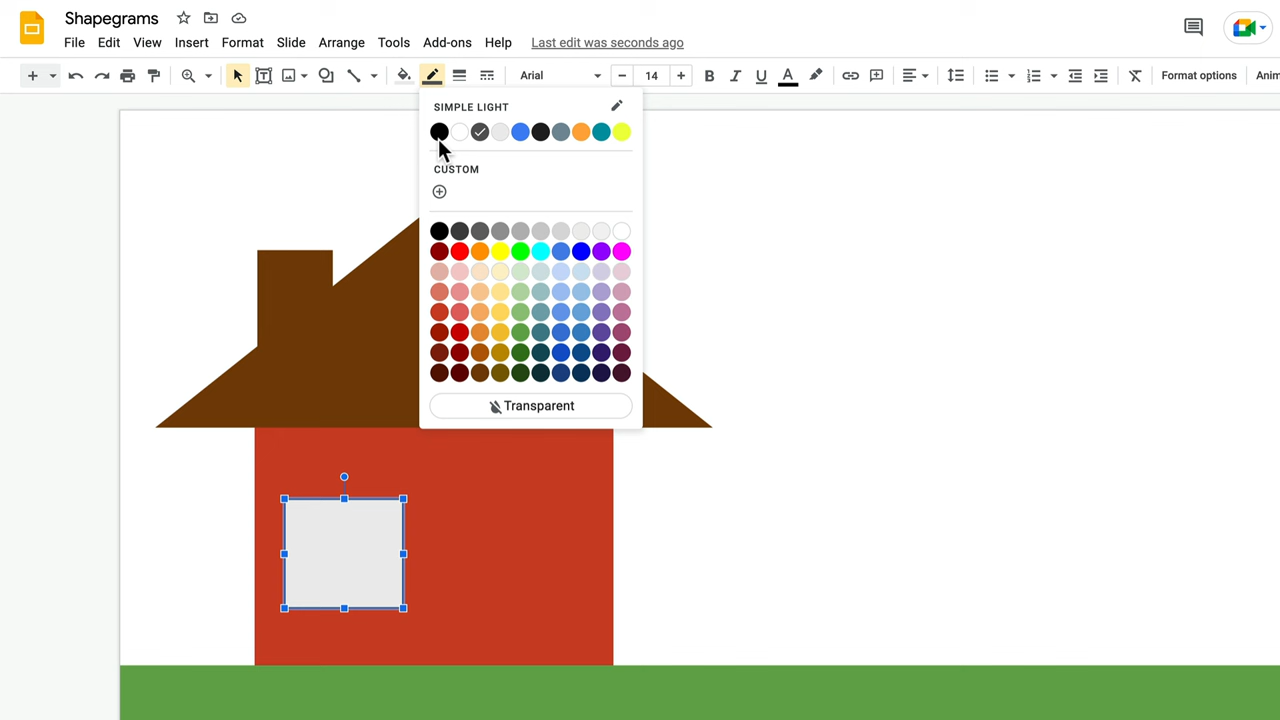 Shapegrams
File Edit View Insert Format Slide Arrange Tools Add-ons Help Last edit was seconds ago
Arial 14 B I U A Format options Anim
SIMPLE LIGHT
CUSTOM
Transparent